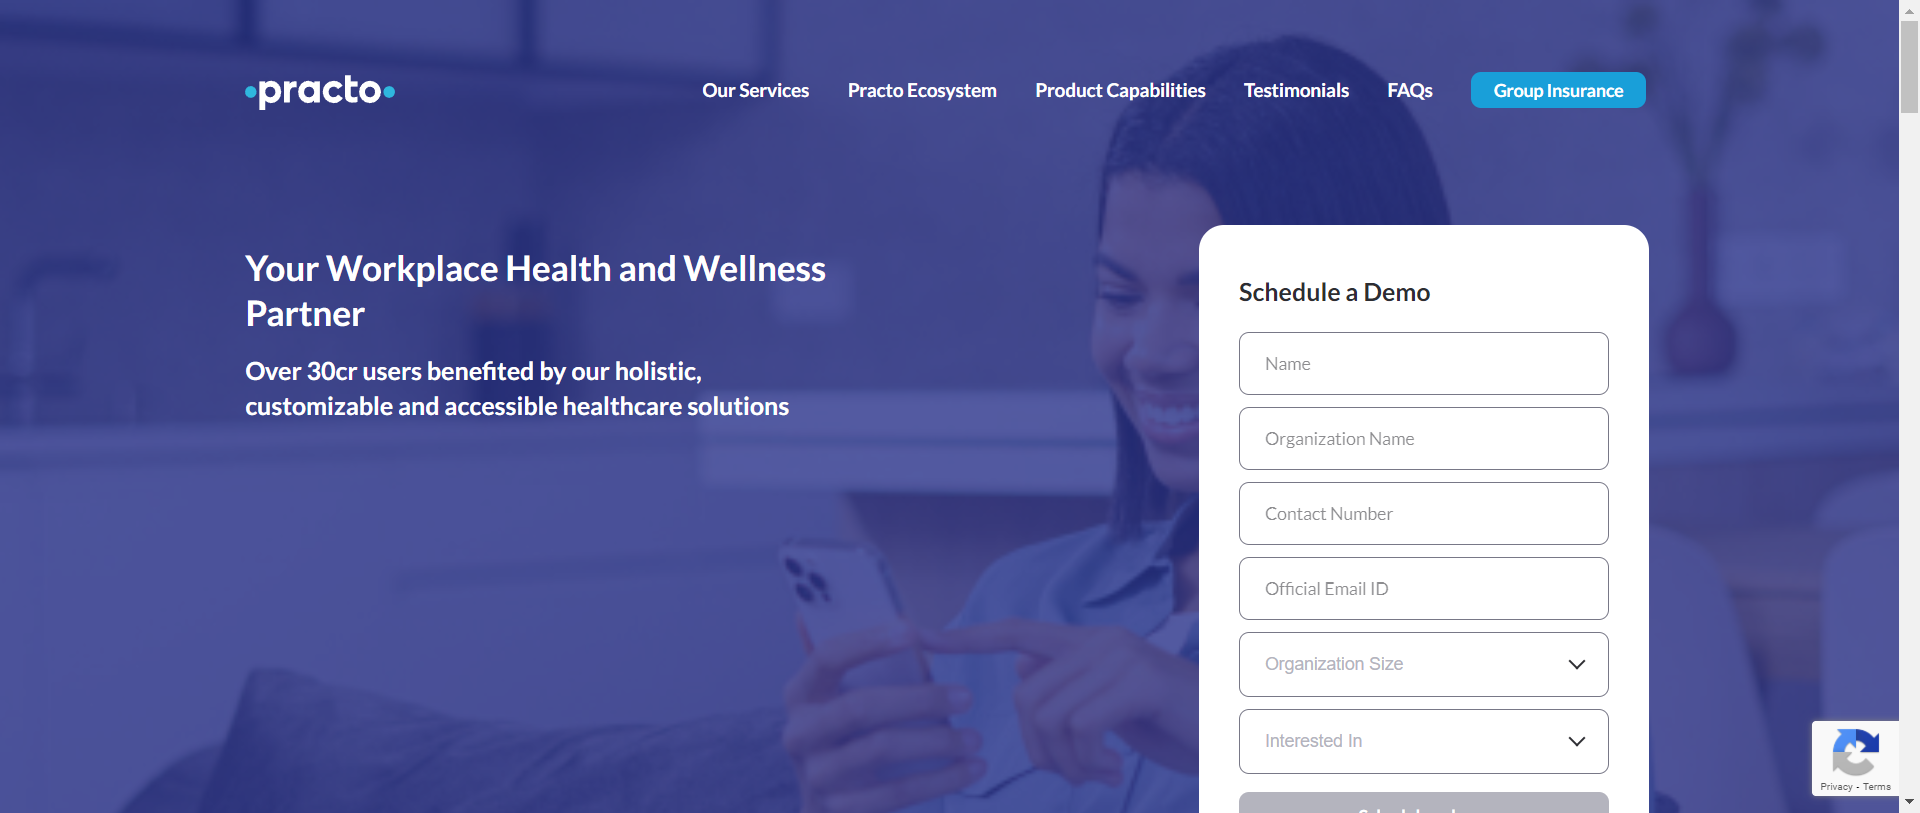 practo
Our Services
Practo Ecosystem
Product Capabilities
Testimonials
FAQs
Group Insurance
Your Workplace Health and Wellness
Partner
Over 30cr users benefited by our holistic,
customizable and accessible healthcare solutions
Schedule a Demo
Name
Organization Name
Contact Number
Official Email ID
Organization Size
Interested In
Privacy - Terms